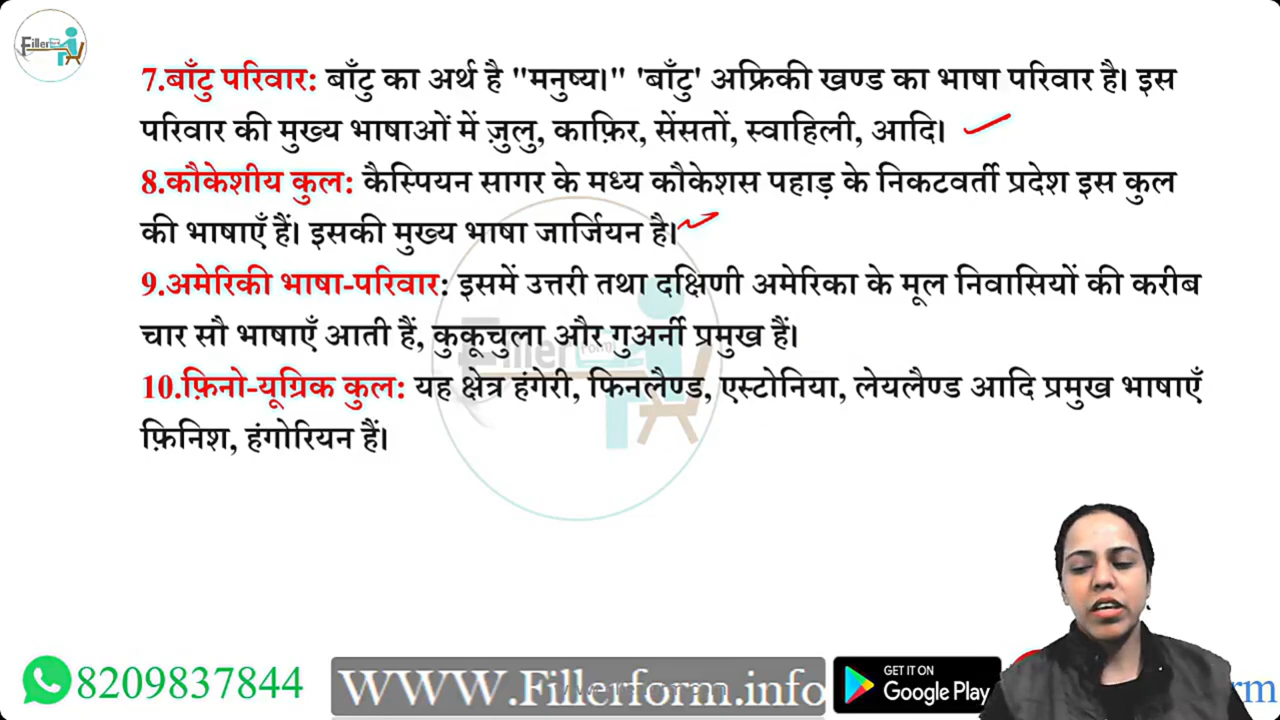 Filler
7.बाँटु परिवार: बाँटु का अर्थ है "मनुष्य।" 'बाँटु' अफ्रिकी खण्ड का भाषा परिवार है। इस
परिवार की मुख्य भाषाओं में ज़ुलु, काफ़िर, सेंसतों, स्वाहिली, आदि।
8.कौकेशीय कुल: कैस्पियन सागर के मध्य कौकेशस पहाड़ के निकटवर्ती प्रदेश इस कुल
की भाषाएँ हैं। इसकी मुख्य भाषा जार्जियन है।
9.अमेरिकी भाषा-परिवार: इसमें उत्तरी तथा दक्षिणी अमेरिका के मूल निवासियों की करीब
चार सौ भाषाएँ आती हैं, कुकूचुला और गुअर्नी प्रमुख हैं।
10.फ़िनो-यूग्रिक कुल: यह क्षेत्र हंगेरी, फिनलैण्ड, एस्टोनिया, लेयलैण्ड आदि प्रमुख भाषाएँ
फ़िनिश, हंगोरियन हैं।
8209837844
WWW.Fillerform.info
GET IT ON
Google Play